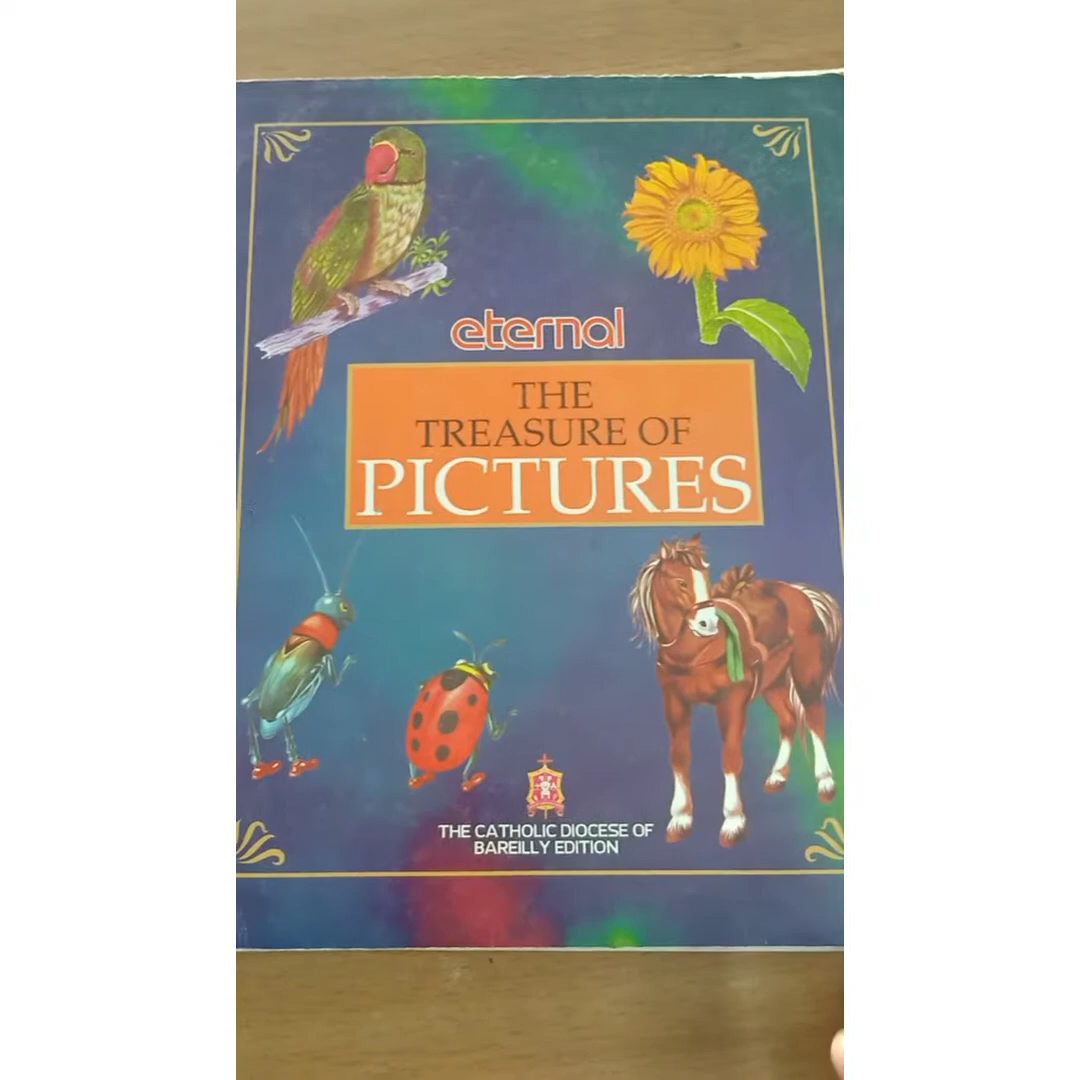 eternal
THE
TREASURE OF
PICTURES
THE CATHOLIC DIOCESE OF
BAREILLY EDITION